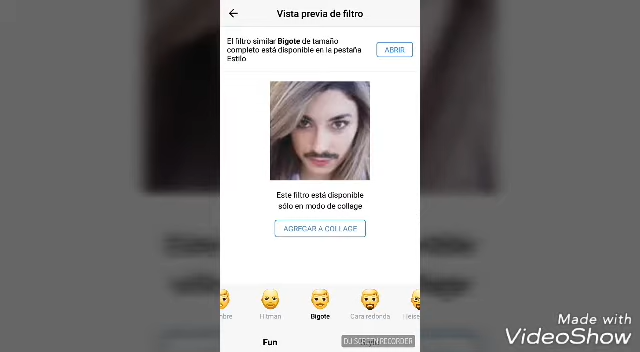 Vista previa de filtro
El filtro similar Bigote de tamaño
completo está disponible en la pestaña
Estilo
ABRIR
Este filtro está disponible
sólo en modo de collage
AGREGAR A COLLAGE
Hitman
Bigote
Cara redonda
Fun
DU SCREEN RECORDER
Made with
VideoShow